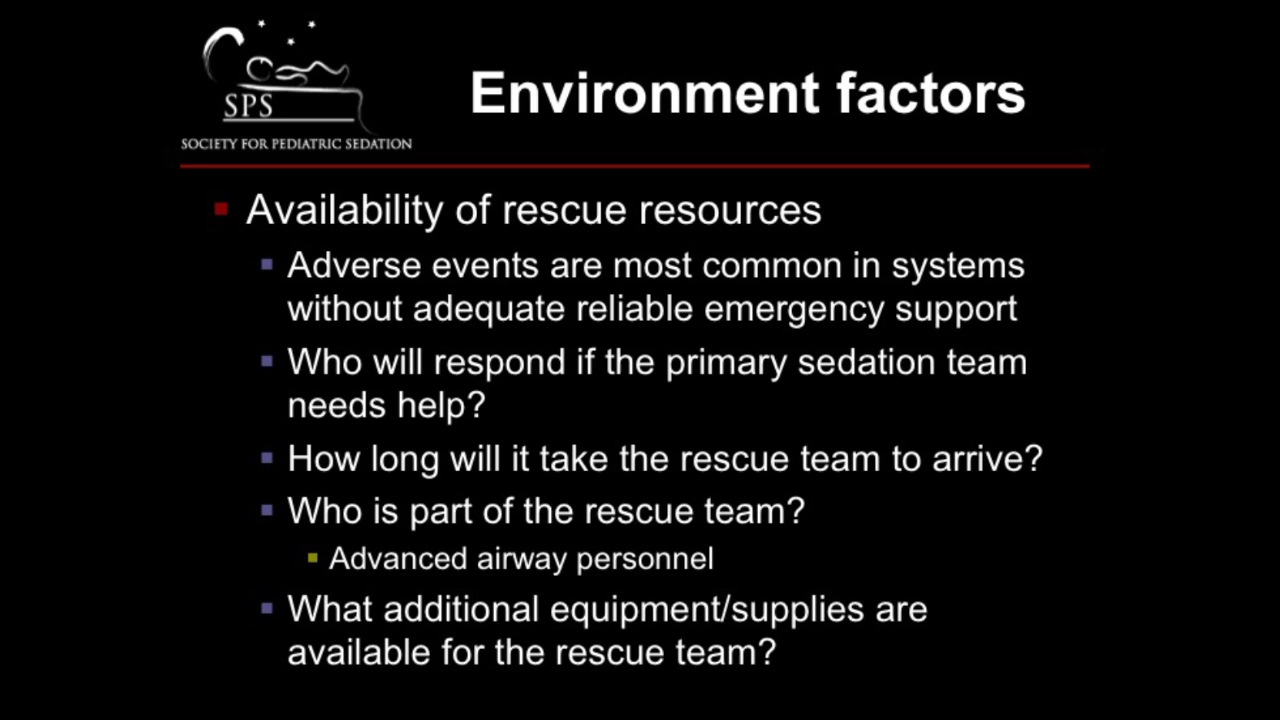 SPS
SOCIETY FOR PEDIATRIC SEDATION
Environment factors
Availability of rescue resources
Adverse events are most common in systems
without adequate reliable emergency support
Who will respond if the primary sedation team
needs help?
How long will it take the rescue team to arrive?
Who is part of the rescue team?
Advanced airway personnel
What additional equipment/supplies are
available for the rescue team?